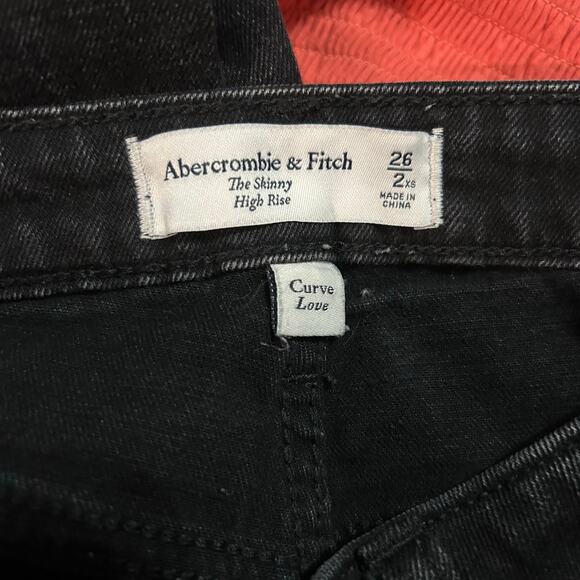 Abercrombie & Fitch
The Skinny
High Rise
26
2XS
MADE IN
CHINA
Curve
Love